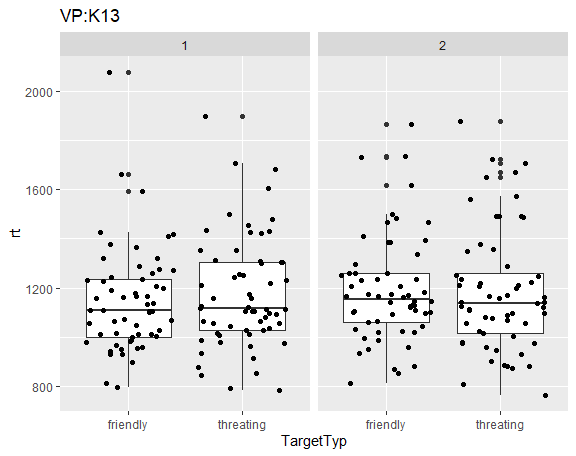 VP:K13
1 2
2000
1600
1200
800
rt
friendly threating friendly threating
TargetTyp